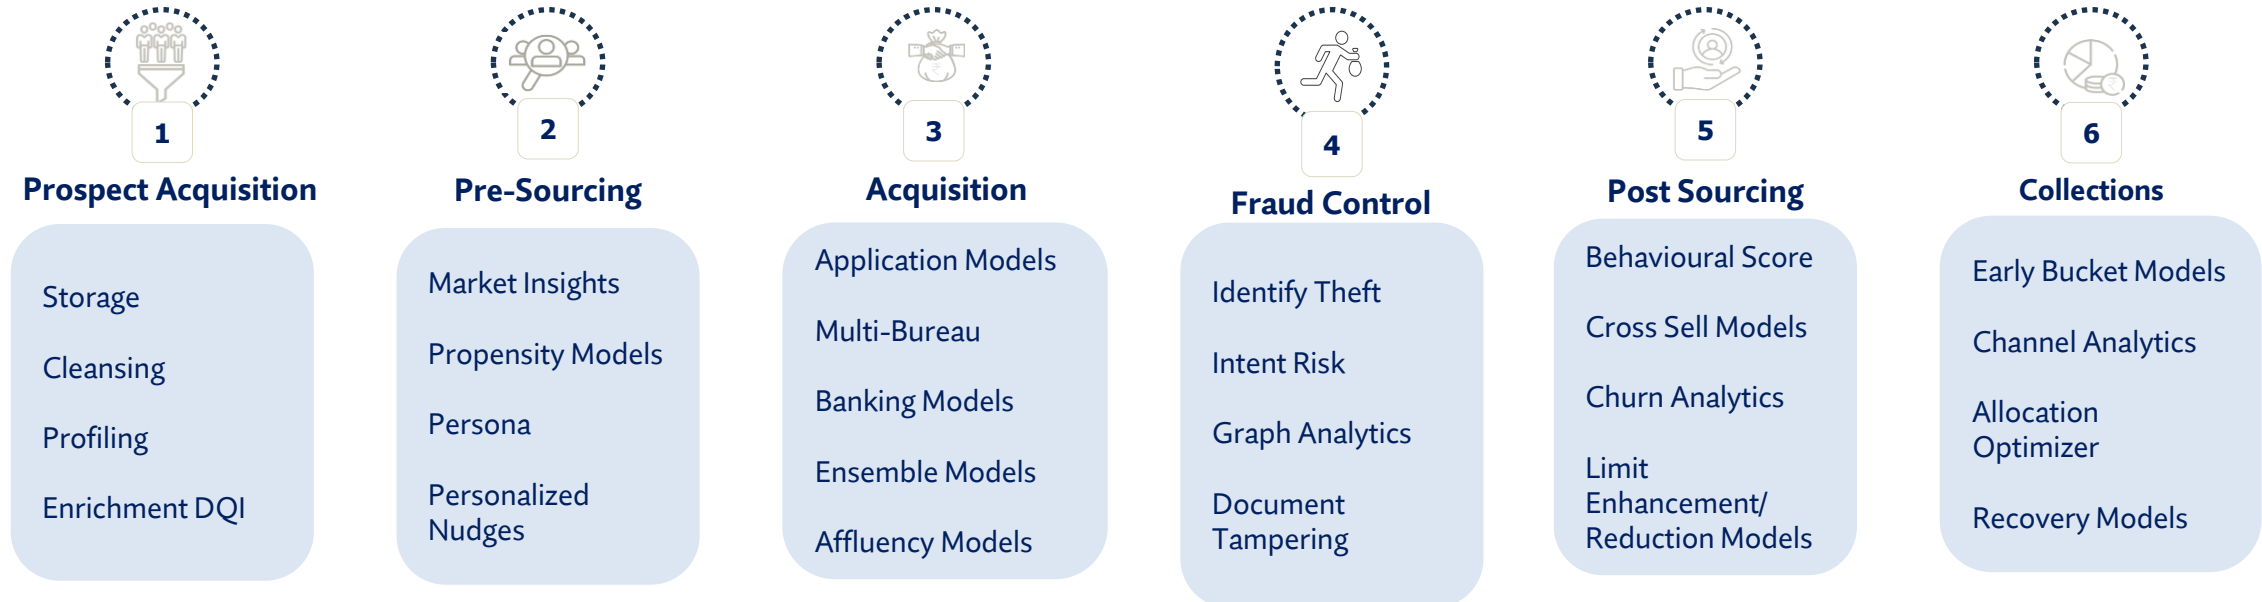 1
Prospect Acquisition
Storage
Cleansing
Profiling
Enrichment DQI
2
Pre-Sourcing
Market Insights
Propensity Models
Persona
Personalized
Nudges
3
Acquisition
Application Models
Multi-Bureau
Banking Models
Ensemble Models
Affluency Models
4
Fraud Control
Identify Theft
Intent Risk
Graph Analytics
Document
Tampering
5
Post Sourcing
Behavioural Score
Cross Sell Models
Churn Analytics
Limit
Enhancement/
Reduction Models
6
Collections
Early Bucket Models
Channel Analytics
Allocation
Optimizer
Recovery Models